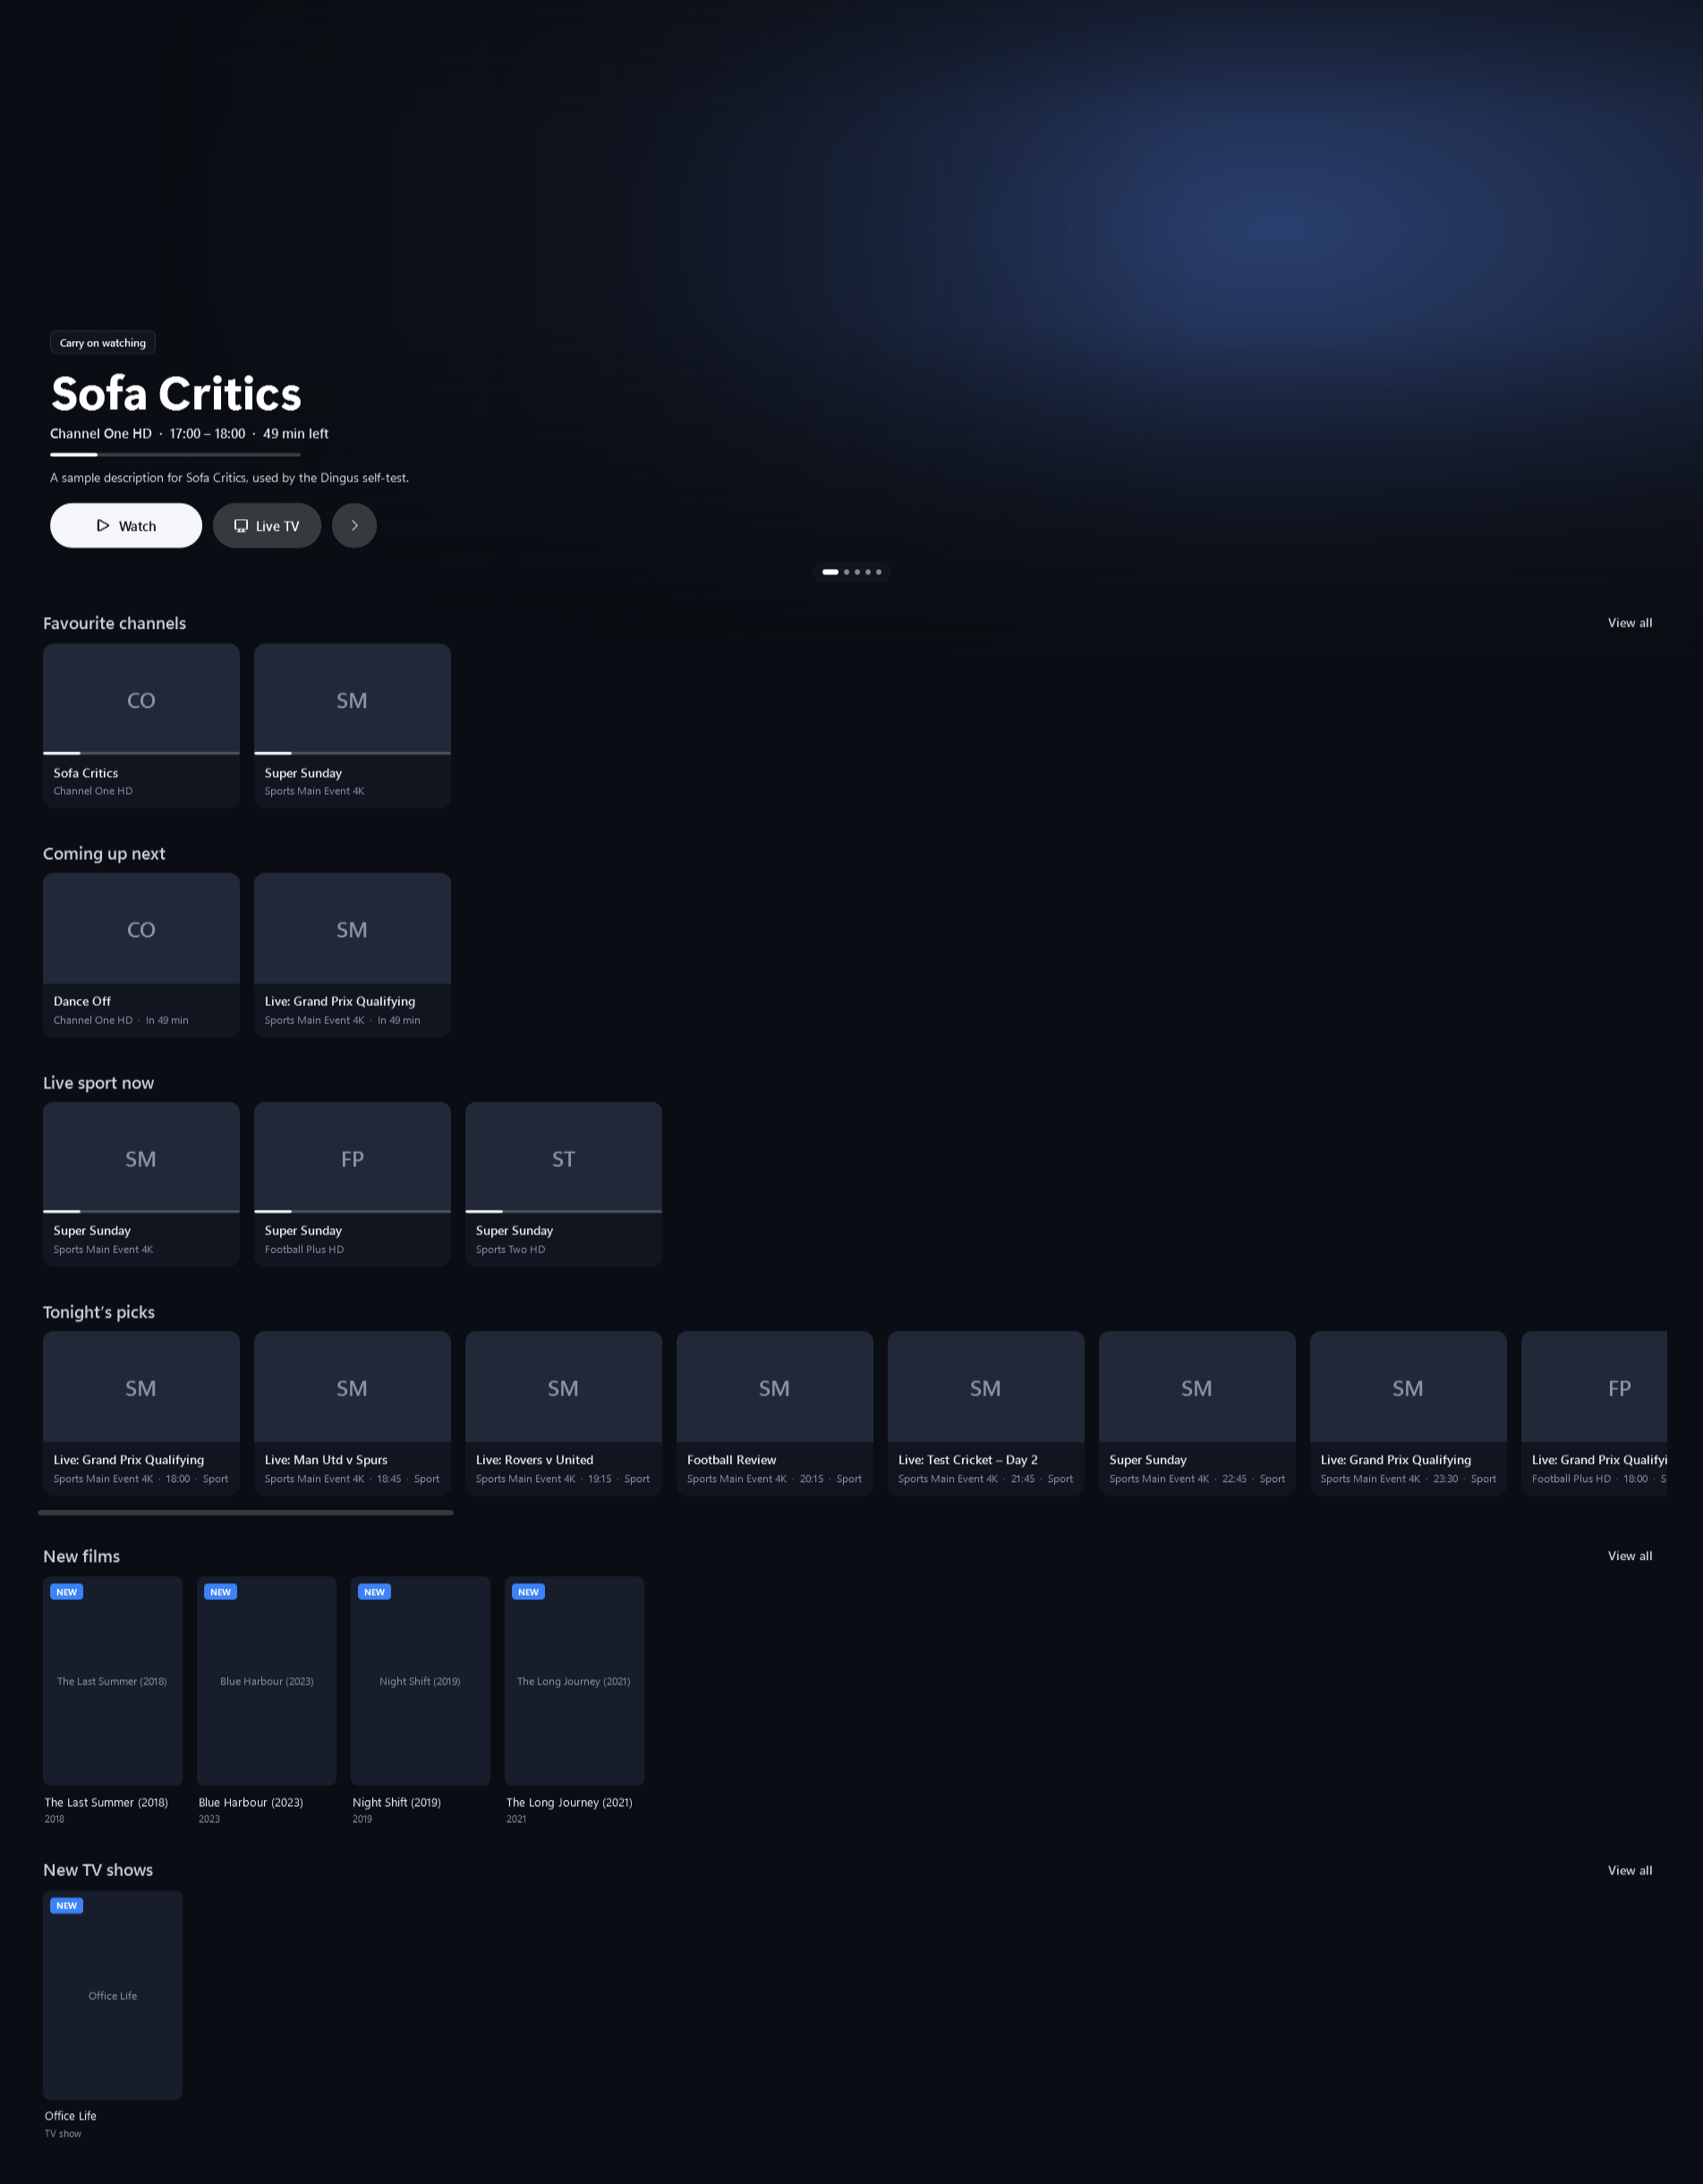 Carry on watching
Sofa Critics
Channel One HD · 17:00 – 18:00 · 49 min left
A sample description for Sofa Critics, used by the Dingus self-test.
Watch
Live TV
Favourite channels
View all
CO
SM
Sofa Critics
Channel One HD
Super Sunday
Sports Main Event 4K
Coming up next
CO
SM
Dance Off
Channel One HD · In 49 min
Live: Grand Prix Qualifying
Sports Main Event 4K · In 49 min
Live sport now
SM
FP
ST
Super Sunday
Sports Main Event 4K
Super Sunday
Football Plus HD
Super Sunday
Sports Two HD
Tonight's picks
SM
SM
SM
SM
SM
SM
SM
FP
Live: Grand Prix Qualifying
Sports Main Event 4K · 18:00 · Sport
Live: Man Utd v Spurs
Sports Main Event 4K · 18:45 · Sport
Live: Rovers v United
Sports Main Event 4K · 19:15 · Sport
Football Review
Sports Main Event 4K · 20:15 · Sport
Live: Test Cricket – Day 2
Sports Main Event 4K · 21:45 · Sport
Super Sunday
Sports Main Event 4K · 22:45 · Sport
Live: Grand Prix Qualifying
Sports Main Event 4K · 23:30 · Sport
Live: Grand Prix Qualifyi
Football Plus HD · 18:00 · S
New films
View all
NEW
NEW
NEW
NEW
The Last Summer (2018)
Blue Harbour (2023)
Night Shift (2019)
The Long Journey (2021)
The Last Summer (2018)
2018
Blue Harbour (2023)
2023
Night Shift (2019)
2019
The Long Journey (2021)
2021
New TV shows
View all
NEW
Office Life
Office Life
TV show